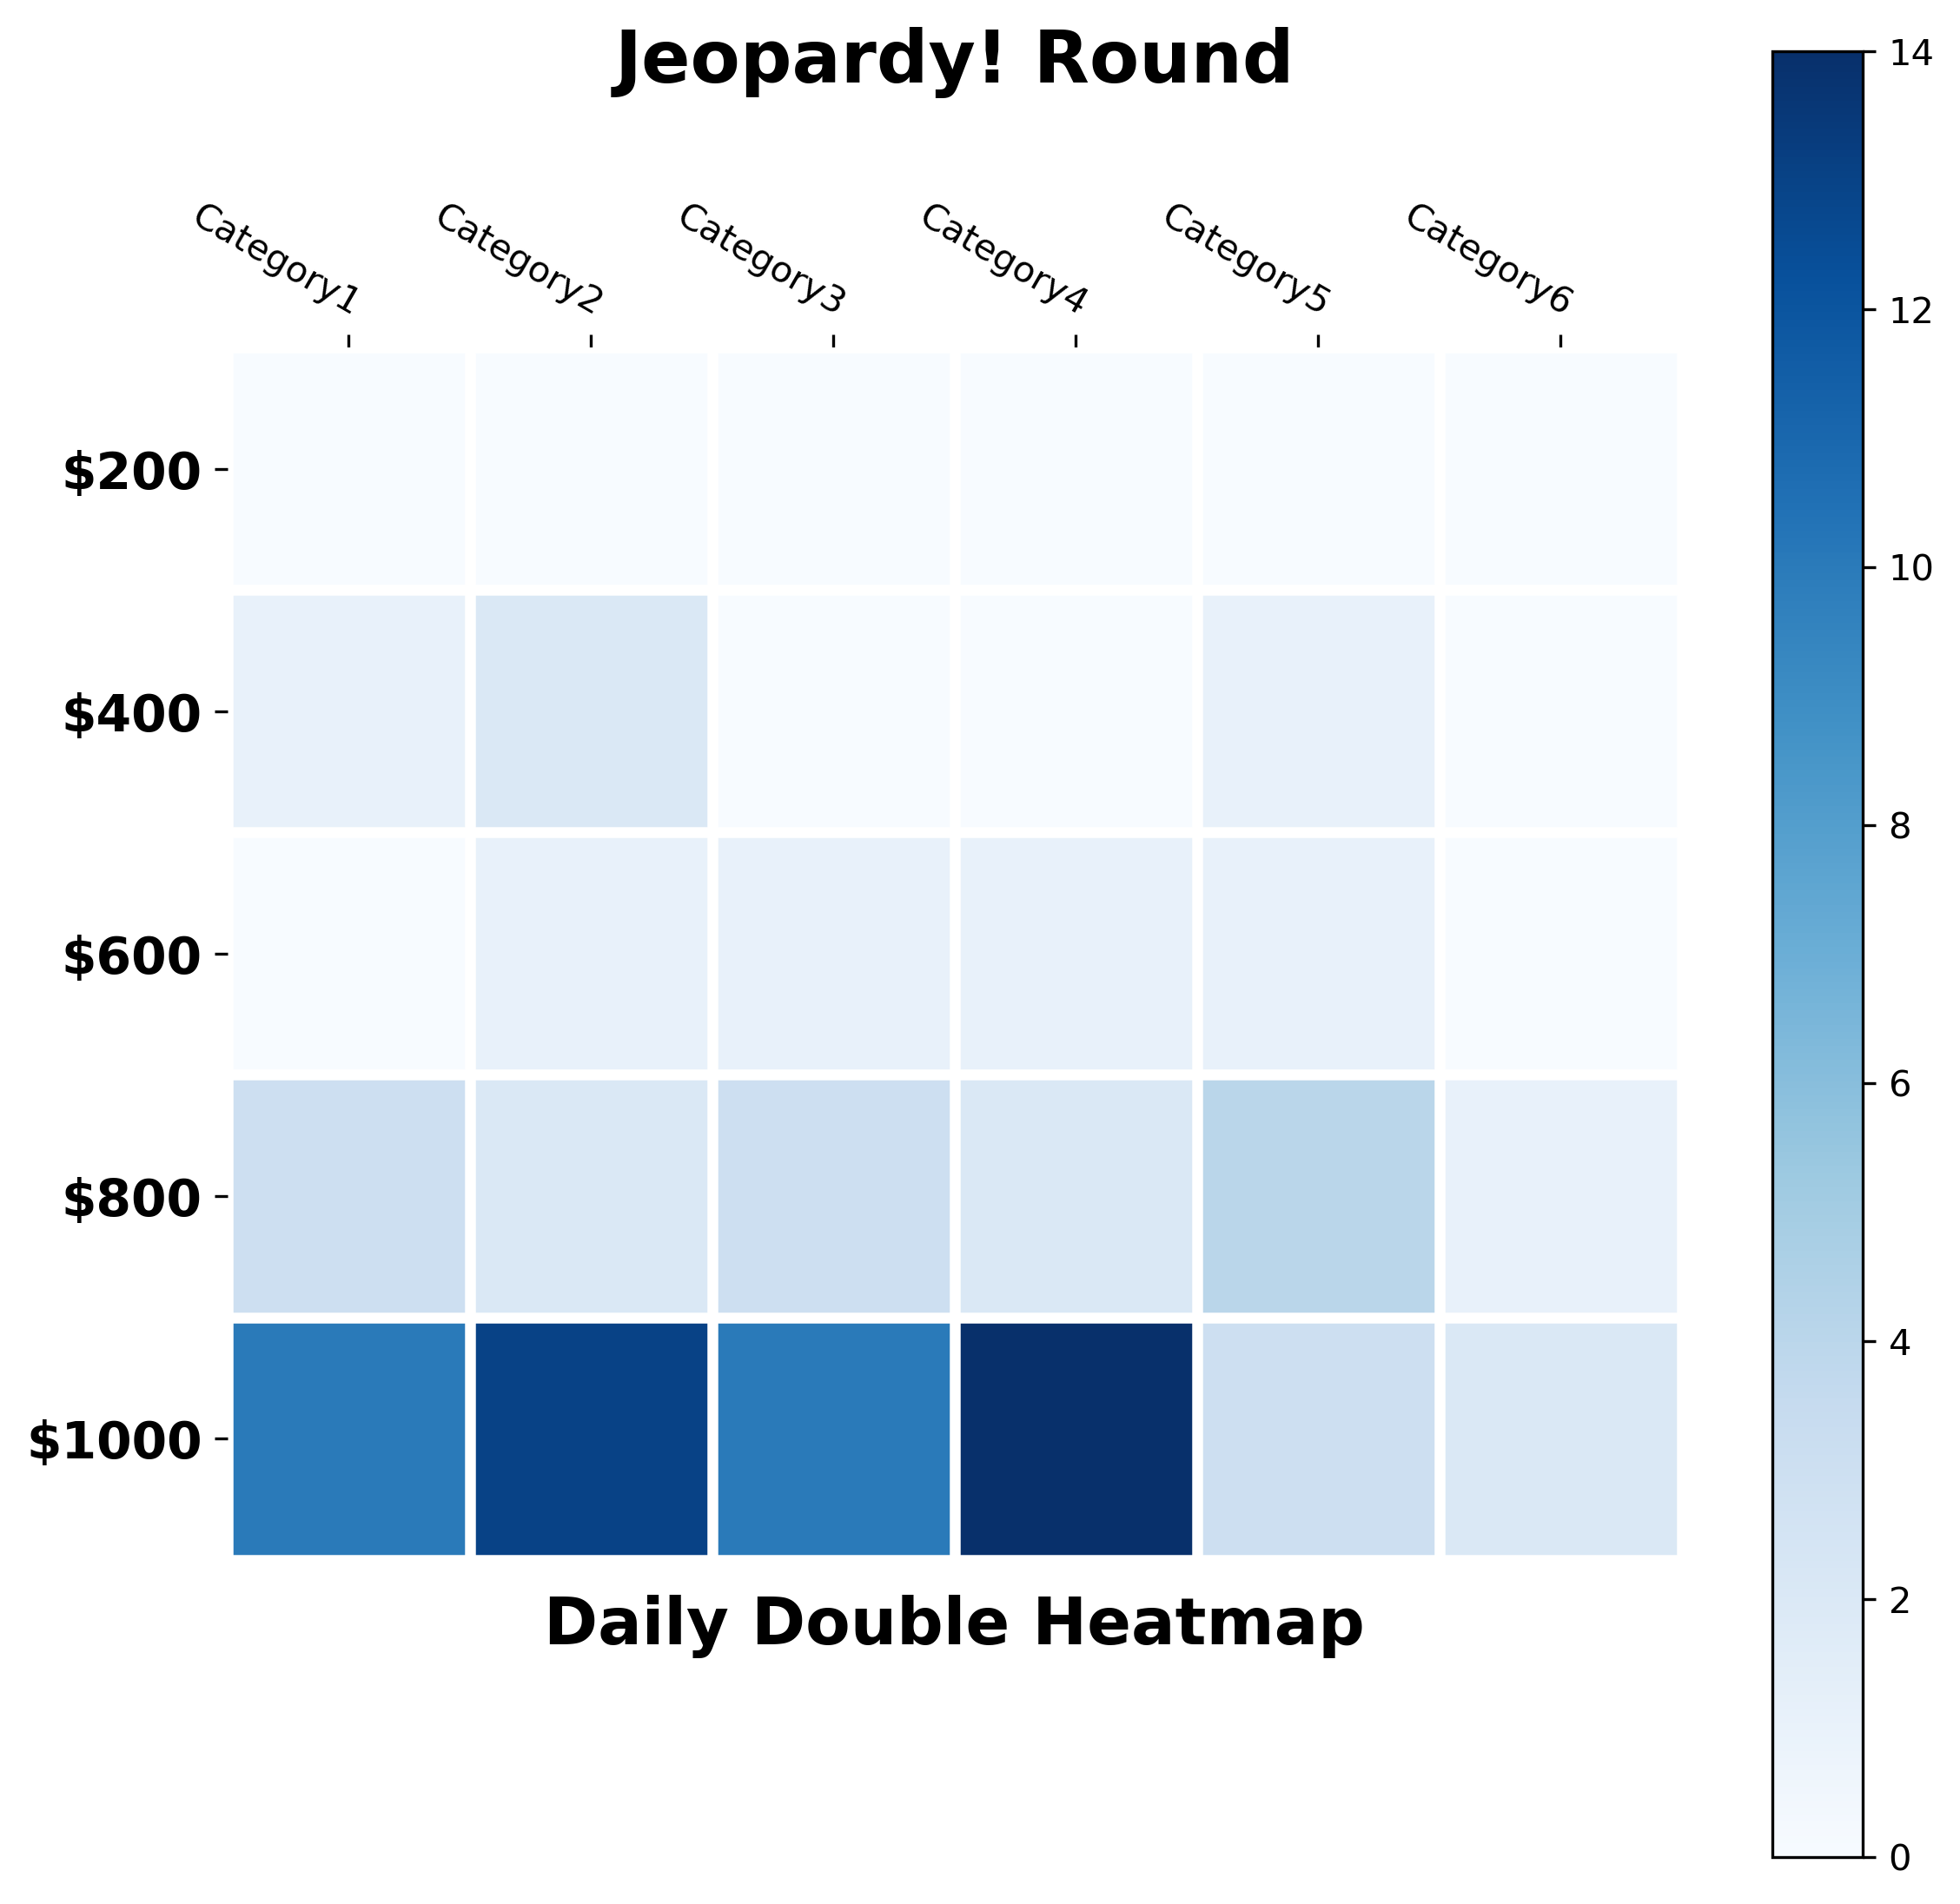 Jeopardy! Round
Category1
Category2
Category3
Category4
Category5
Category6
$200
$400
$600
$800
$1000
Daily Double Heatmap
14
12
10
8
6
4
2
0